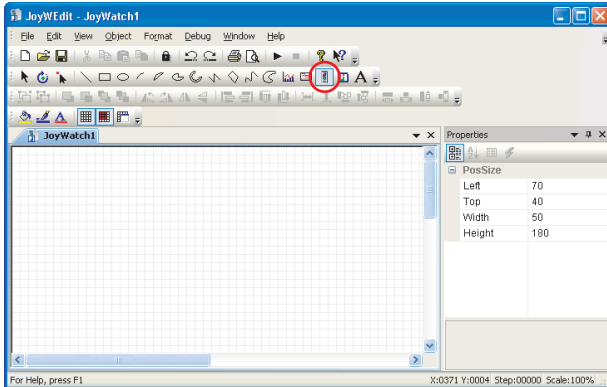 JoyWEdit - JoyWatch1
File Edit View Object Format Debug Window Help
A
A
JoyWatch1
Properties
PosSize
Left 70
Top 40
Width 50
Height 180
For Help, press F1 X:0371 Y:0004 Step:00000 Scale:100%